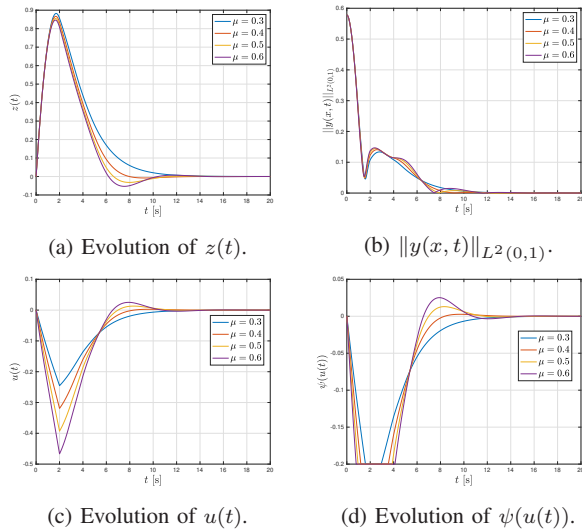 0.9
0.8
0.7
0.6
0.5
0.4
0.3
0.2
0.1
0
-0.1
z(t)
0 2 4 6 8 10 12 14 16 18 20
t [s]
μ = 0.3
μ = 0.4
μ = 0.5
μ = 0.6
(a) Evolution of z(t).
0.6
0.5
0.4
0.3
0.2
0.1
0
||y(x, t)||_{L^2(0,1)}
0 2 4 6 8 10 12 14 16 18 20
t [s]
μ = 0.3
μ = 0.4
μ = 0.5
μ = 0.6
(b) ‖y(x, t)‖_{L^2(0,1)}.
0.1
0
-0.1
-0.2
-0.3
-0.4
-0.5
u(t)
0 2 4 6 8 10 12 14 16 18 20
t [s]
μ = 0.3
μ = 0.4
μ = 0.5
μ = 0.6
(c) Evolution of u(t).
0.05
0
-0.05
-0.1
-0.15
-0.2
ψ(u(t))
0 2 4 6 8 10 12 14 16 18 20
t [s]
μ = 0.3
μ = 0.4
μ = 0.5
μ = 0.6
(d) Evolution of ψ(u(t)).